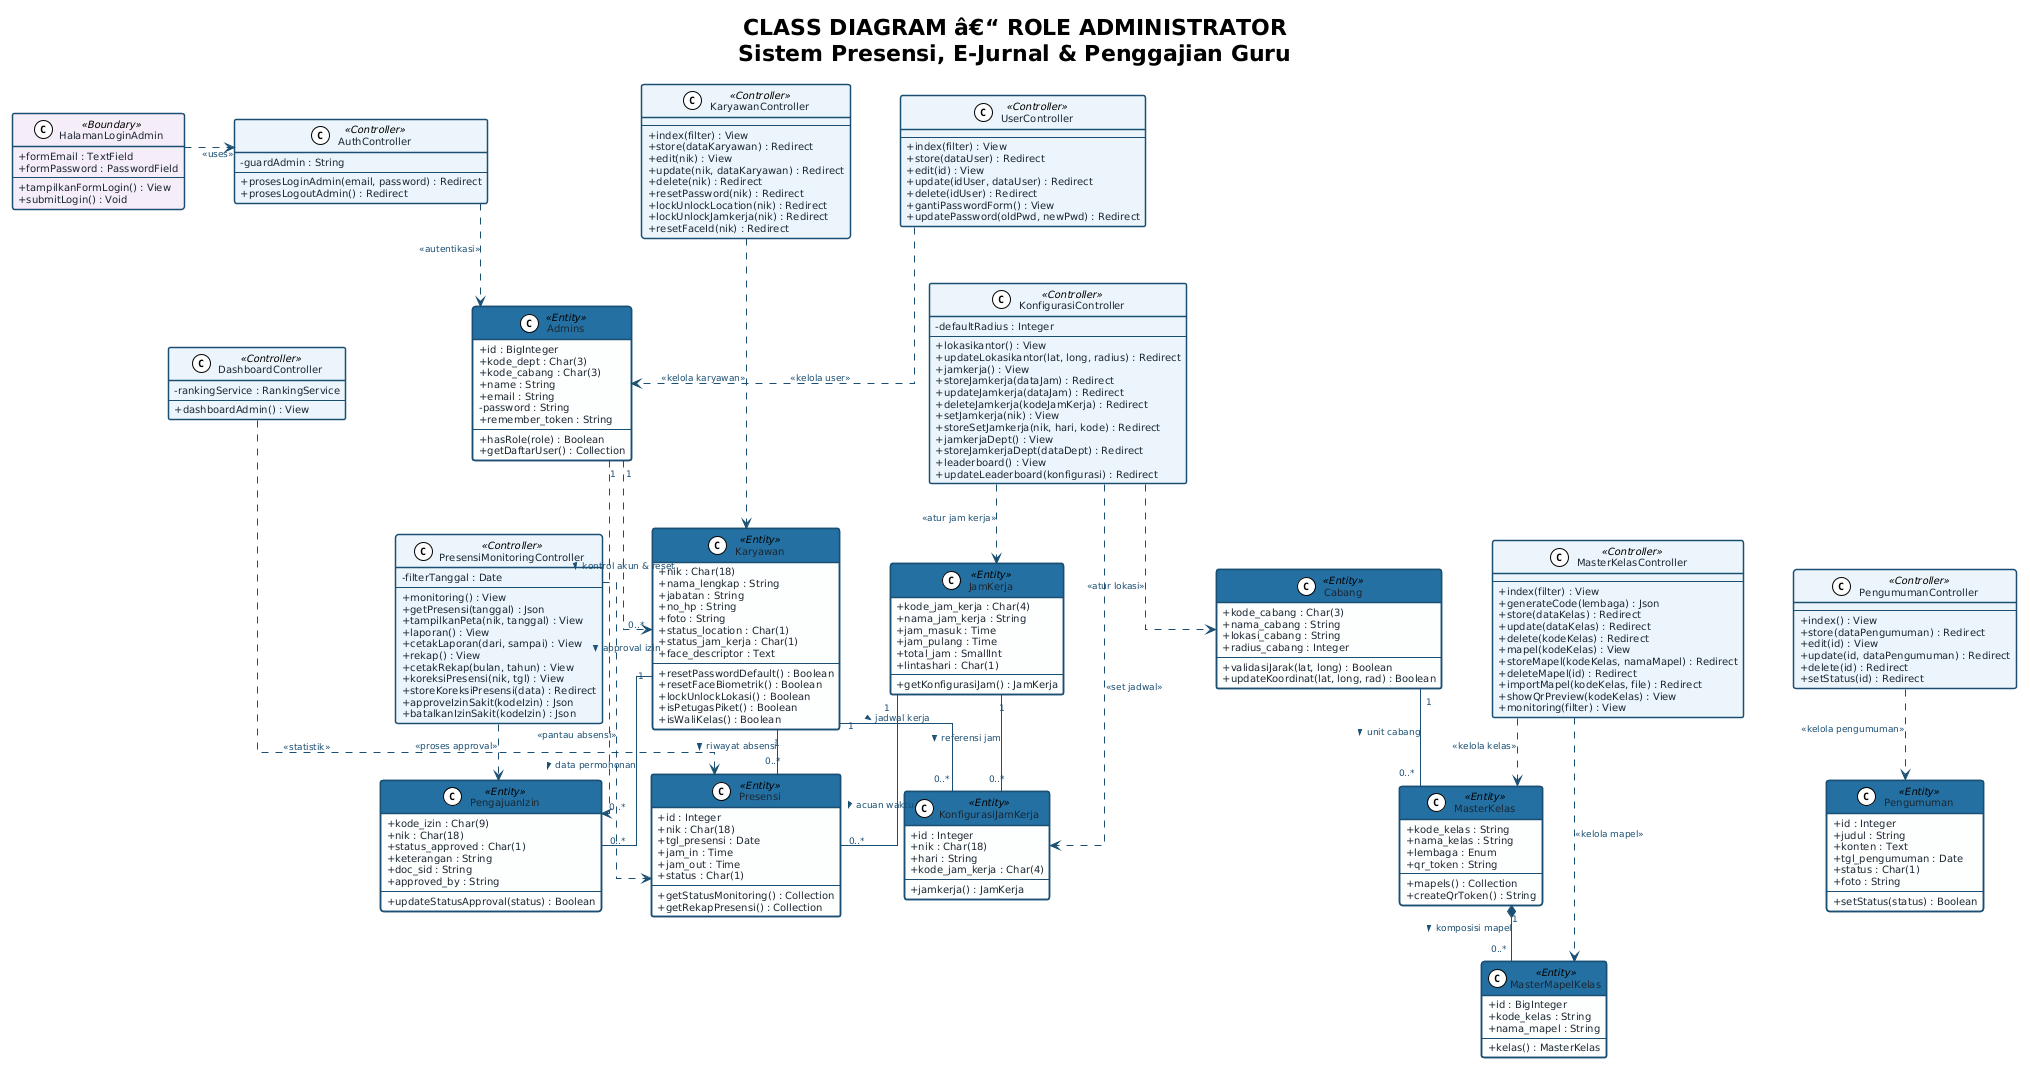 CLASS DIAGRAM â€“ ROLE ADMINISTRATOR
Sistem Presensi, E-Jurnal & Penggajian Guru
C
«Boundary»
HalamanLoginAdmin
+formEmail : TextField
+formPassword : PasswordField
+tampilkanFormLogin() : View
+submitLogin() : Void
«uses»
C
«Controller»
AuthController
-guardAdmin : String
+prosesLoginAdmin(email, password) : Redirect
+prosesLogoutAdmin() : Redirect
«autentikasi»
C
«Controller»
KaryawanController
+index(filter) : View
+store(dataKaryawan) : Redirect
+edit(nik) : View
+update(nik, dataKaryawan) : Redirect
+delete(nik) : Redirect
+resetPassword(nik) : Redirect
+lockUnlockLocation(nik) : Redirect
+lockUnlockJamkerja(nik) : Redirect
+resetFaceId(nik) : Redirect
C
«Controller»
UserController
+index(filter) : View
+store(dataUser) : Redirect
+edit(id) : View
+update(idUser, dataUser) : Redirect
+delete(idUser) : Redirect
+gantiPasswordForm() : View
+updatePassword(oldPwd, newPwd) : Redirect
C
«Controller»
KonfigurasiController
-defaultRadius : Integer
+lokasikantor() : View
+updateLokasikantor(lat, long, radius) : Redirect
+jamkerja() : View
+storeJamkerja(dataJam) : Redirect
+updateJamkerja(dataJam) : Redirect
+deleteJamkerja(kodeJamKerja) : Redirect
+setJamkerja(nik) : View
+storeSetJamkerja(nik, hari, kode) : Redirect
+jamkerjaDept() : View
+storeJamkerjaDept(dataDept) : Redirect
+leaderboard() : View
+updateLeaderboard(konfigurasi) : Redirect
C
«Entity»
Admins
+id : BigInteger
+kode_dept : Char(3)
+kode_cabang : Char(3)
+name : String
+email : String
-password : String
+remember_token : String
+hasRole(role) : Boolean
+getDaftarUser() : Collection
«kelola karyawan»
«kelola user»
1
1
C
«Controller»
DashboardController
-rankingService : RankingService
+dashboardAdmin() : View
«statistik»
C
«Controller»
PresensiMonitoringController
-filterTanggal : Date
+monitoring() : View
+getPresensi(tanggal) : Json
+tampilkanPeta(nik, tanggal) : View
+laporan() : View
+cetakLaporan(dari, sampai) : View
+rekap() : View
+cetakRekap(bulan, tahun) : View
+koreksiPresensi(nik, tgl) : View
+storeKoreksiPresensi(data) : Redirect
+approveIzinSakit(kodeIzin) : Json
+batalkanIzinSakit(kodeIzin) : Json
kontrol akun & reset
0..*
approval izin
1
C
«Entity»
Karyawan
+nik : Char(18)
+nama_lengkap : String
+jabatan : String
+no_hp : String
+foto : String
+status_location : Char(1)
+status_jam_kerja : Char(1)
+face_descriptor : Text
+resetPasswordDefault() : Boolean
+resetFaceBiometrik() : Boolean
+lockUnlockLokasi() : Boolean
+isPetugasPiket() : Boolean
+isWaliKelas() : Boolean
«atur jam kerja»
C
«Entity»
JamKerja
+kode_jam_kerja : Char(4)
+nama_jam_kerja : String
+jam_masuk : Time
+jam_pulang : Time
+total_jam : SmallInt
+lintashari : Char(1)
+getKonfigurasiJam() : JamKerja
«atur lokasi»
«set jadwal»
C
«Entity»
Cabang
+kode_cabang : Char(3)
+nama_cabang : String
+lokasi_cabang : String
+radius_cabang : Integer
+validasiJarak(lat, long) : Boolean
+updateKoordinat(lat, long, rad) : Boolean
C
«Controller»
MasterKelasController
+index(filter) : View
+generateCode(lembaga) : Json
+store(dataKelas) : Redirect
+update(dataKelas) : Redirect
+delete(kodeKelas) : Redirect
+mapel(kodeKelas) : View
+storeMapel(kodeKelas, namaMapel) : Redirect
+deleteMapel(id) : Redirect
+importMapel(kodeKelas, file) : Redirect
+showQrPreview(kodeKelas) : View
+monitoring(filter) : View
C
«Controller»
PengumumanController
+index() : View
+store(dataPengumuman) : Redirect
+edit(id) : View
+update(id, dataPengumuman) : Redirect
+delete(id) : Redirect
+setStatus(id) : Redirect
«proses approval»
«pantau absensi»
data permohonan
riwayat absensi
1
0..*
1
jadwal kerja
0..*
1
1
referensi jam
0..*
1
unit cabang
0..*
«kelola kelas»
«kelola mapel»
«kelola pengumuman»
C
«Entity»
PengajuanIzin
+kode_izin : Char(9)
+nik : Char(18)
+status_approved : Char(1)
+keterangan : String
+doc_sid : String
+approved_by : String
+updateStatusApproval(status) : Boolean
0..*
0..*
C
«Entity»
Presensi
+id : Integer
+nik : Char(18)
+tgl_presensi : Date
+jam_in : Time
+jam_out : Time
+status : Char(1)
+getStatusMonitoring() : Collection
+getRekapPresensi() : Collection
acuan
0..*
C
«Entity»
KonfigurasiJamKerja
+id : Integer
+nik : Char(18)
+hari : String
+kode_jam_kerja : Char(4)
+jamkerja() : JamKerja
C
«Entity»
MasterKelas
+kode_kelas : String
+nama_kelas : String
+lembaga : Enum
+qr_token : String
+mapels() : Collection
+createQrToken() : String
1
komposisi mapel
0..*
C
«Entity»
MasterMapelKelas
+id : BigInteger
+kode_kelas : String
+nama_mapel : String
+kelas() : MasterKelas
C
«Entity»
Pengumuman
+id : Integer
+judul : String
+konten : Text
+tgl_pengumuman : Date
+status : Char(1)
+foto : String
+setStatus(status) : Boolean